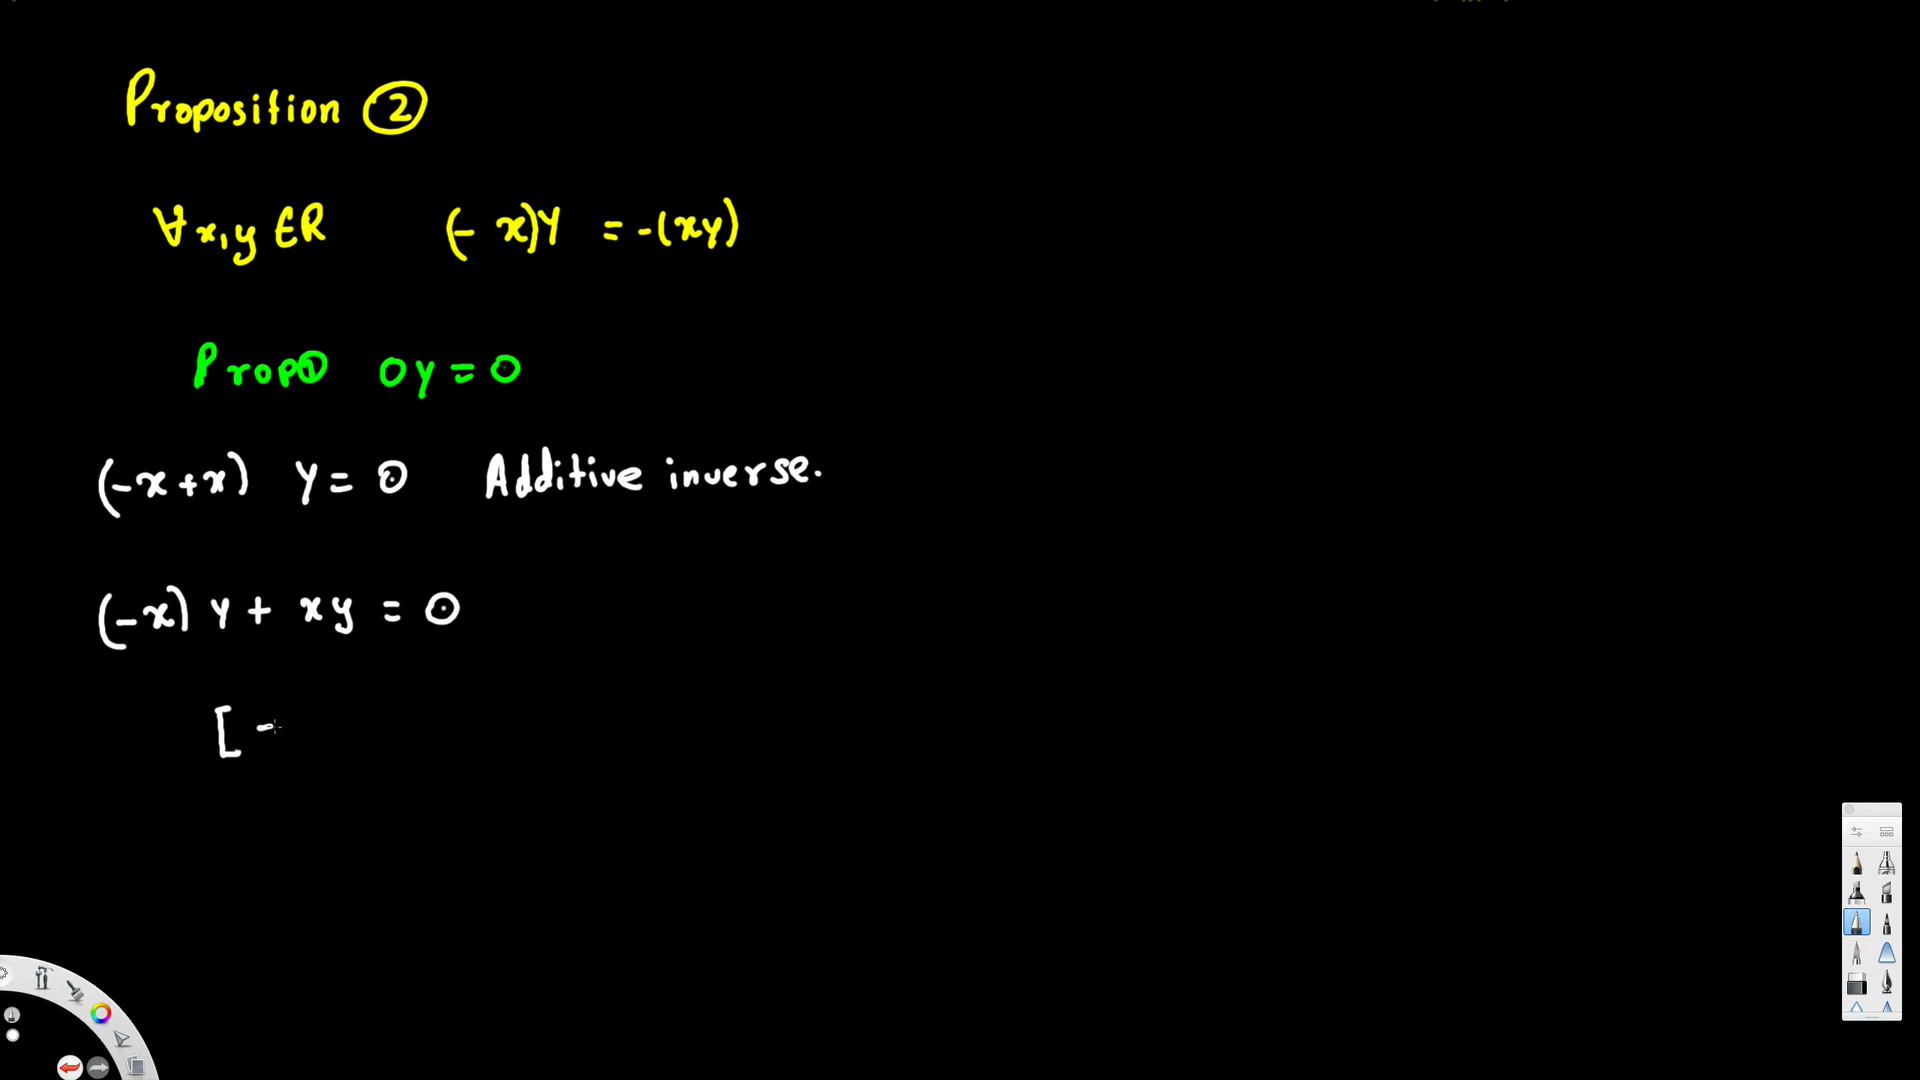 Proposition ②
∀ x, y ∈ R (- x)y = -(xy)
Prop① 0y = 0
(-x+x) y = 0 Additive inverse.
(-x) y + xy = 0
[ -